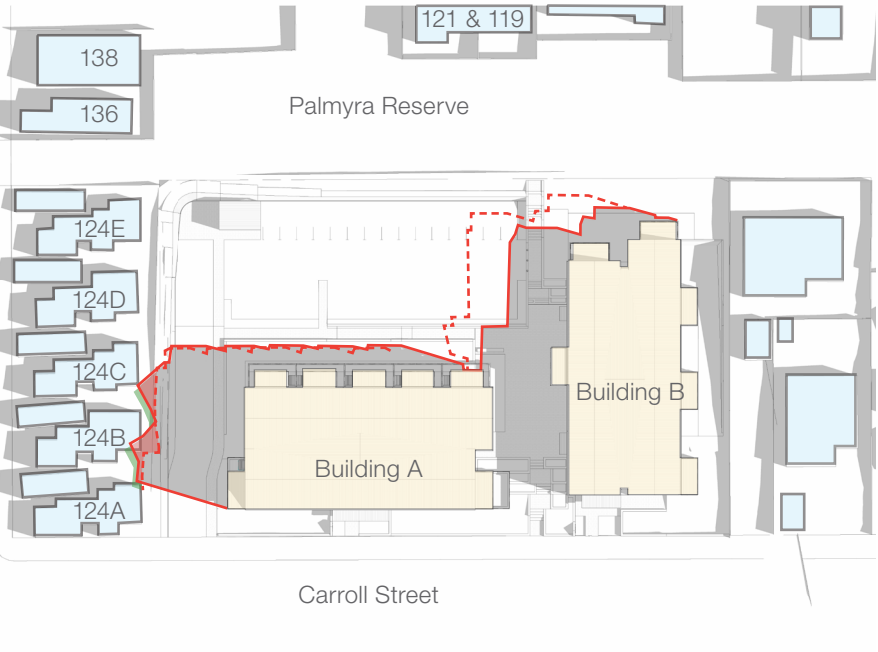 121 & 119
138
136
Palmyra Reserve
124E
124D
124C
124B
124A
Building B
Building A
Carroll Street